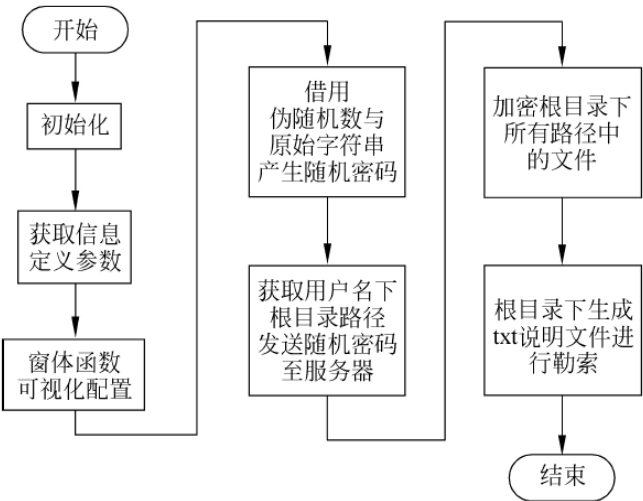 开始
初始化
获取信息
定义参数
窗体函数
可视化配置
借用
伪随机数与
原始字符串
产生随机密码
获取用户名下
根目录路径
发送随机密码
至服务器
加密根目录下
所有路径中
的文件
根目录下生成
txt说明文件进
行勒索
结束